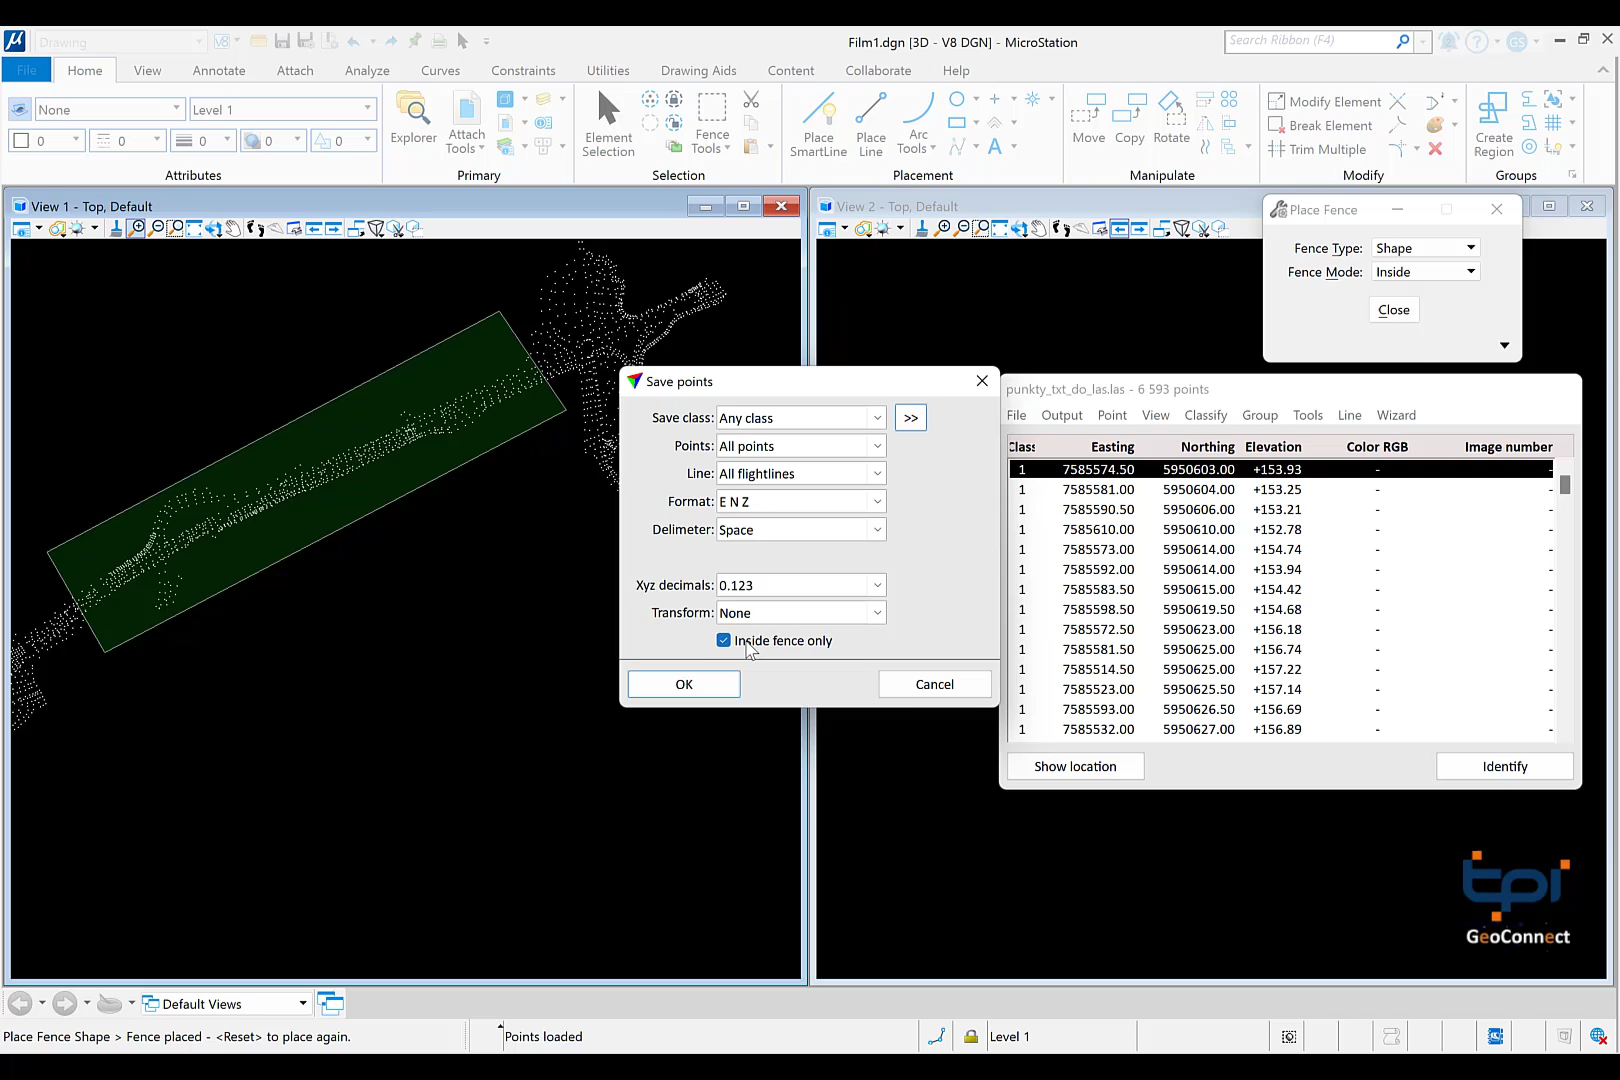 Drawing
Film1.dgn [3D - V8 DGN] - MicroStation
Search Ribbon (F4)
GS
File Home View Annotate Attach Analyze Curves Constraints Utilities Drawing Aids Content Collaborate Help
None Level 1
0 0 0 0 0
Attributes
Explorer
Attach Tools
Primary
Element Selection
Fence Tools
Selection
Place SmartLine
Place Line
Arc Tools
Placement
Move Copy Rotate
Manipulate
Modify Element
Break Element
Trim Multiple
Modify
Create Region
Groups
View 1 - Top, Default
View 2 - Top, Default
Place Fence
Fence Type: Shape
Fence Mode: Inside
Close
Save points
Save class: Any class >>
Points: All points
Line: All flightlines
Format: E N Z
Delimeter: Space
Xyz decimals: 0.123
Transform: None
Inside fence only
OK Cancel
punkty_txt_do_las.las - 6 593 points
File Output Point View Classify Group Tools Line Wizard
Class Easting Northing Elevation Color RGB Image number
1 7585574.50 5950603.00 +153.93 - -
1 7585581.00 5950604.00 +153.25 - -
1 7585590.50 5950606.00 +153.21 - -
1 7585610.00 5950610.00 +152.78 - -
1 7585573.00 5950614.00 +154.74 - -
1 7585592.00 5950614.00 +153.94 - -
1 7585583.50 5950615.00 +154.42 - -
1 7585598.50 5950619.50 +154.68 - -
1 7585572.50 5950623.00 +156.18 - -
1 7585581.50 5950625.00 +156.74 - -
1 7585514.50 5950625.00 +157.22 - -
1 7585523.00 5950625.50 +157.14 - -
1 7585593.00 5950626.50 +156.69 - -
1 7585532.00 5950627.00 +156.89 - -
Show location Identify
tpi
GeoConnect
Default Views
Place Fence Shape > Fence placed - <Reset> to place again. Points loaded Level 1